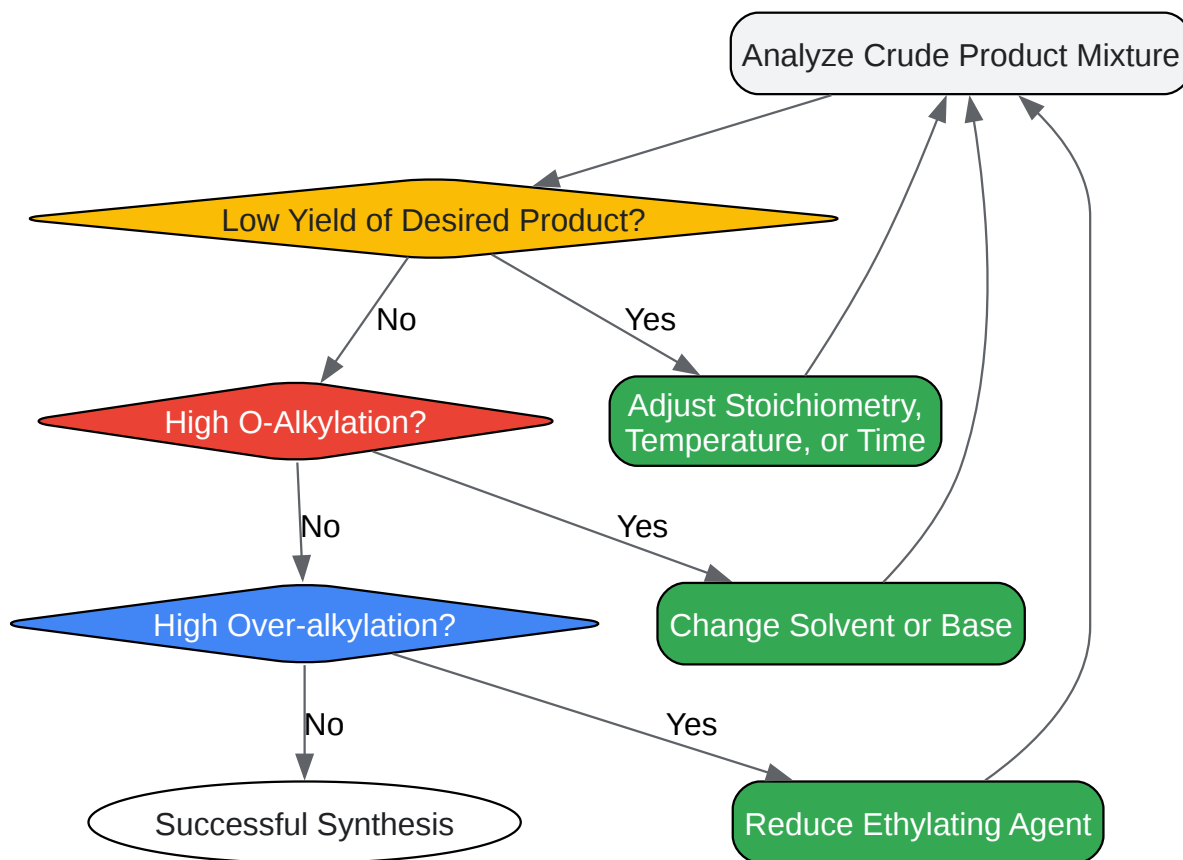 Analyze Crude Product Mixture
Low Yield of Desired Product?
No
Yes
High O-Alkylation?
Adjust Stoichiometry,
Temperature, or Time
No
Yes
High Over-alkylation?
Change Solvent or Base
No
Yes
Successful Synthesis
Reduce Ethylating Agent